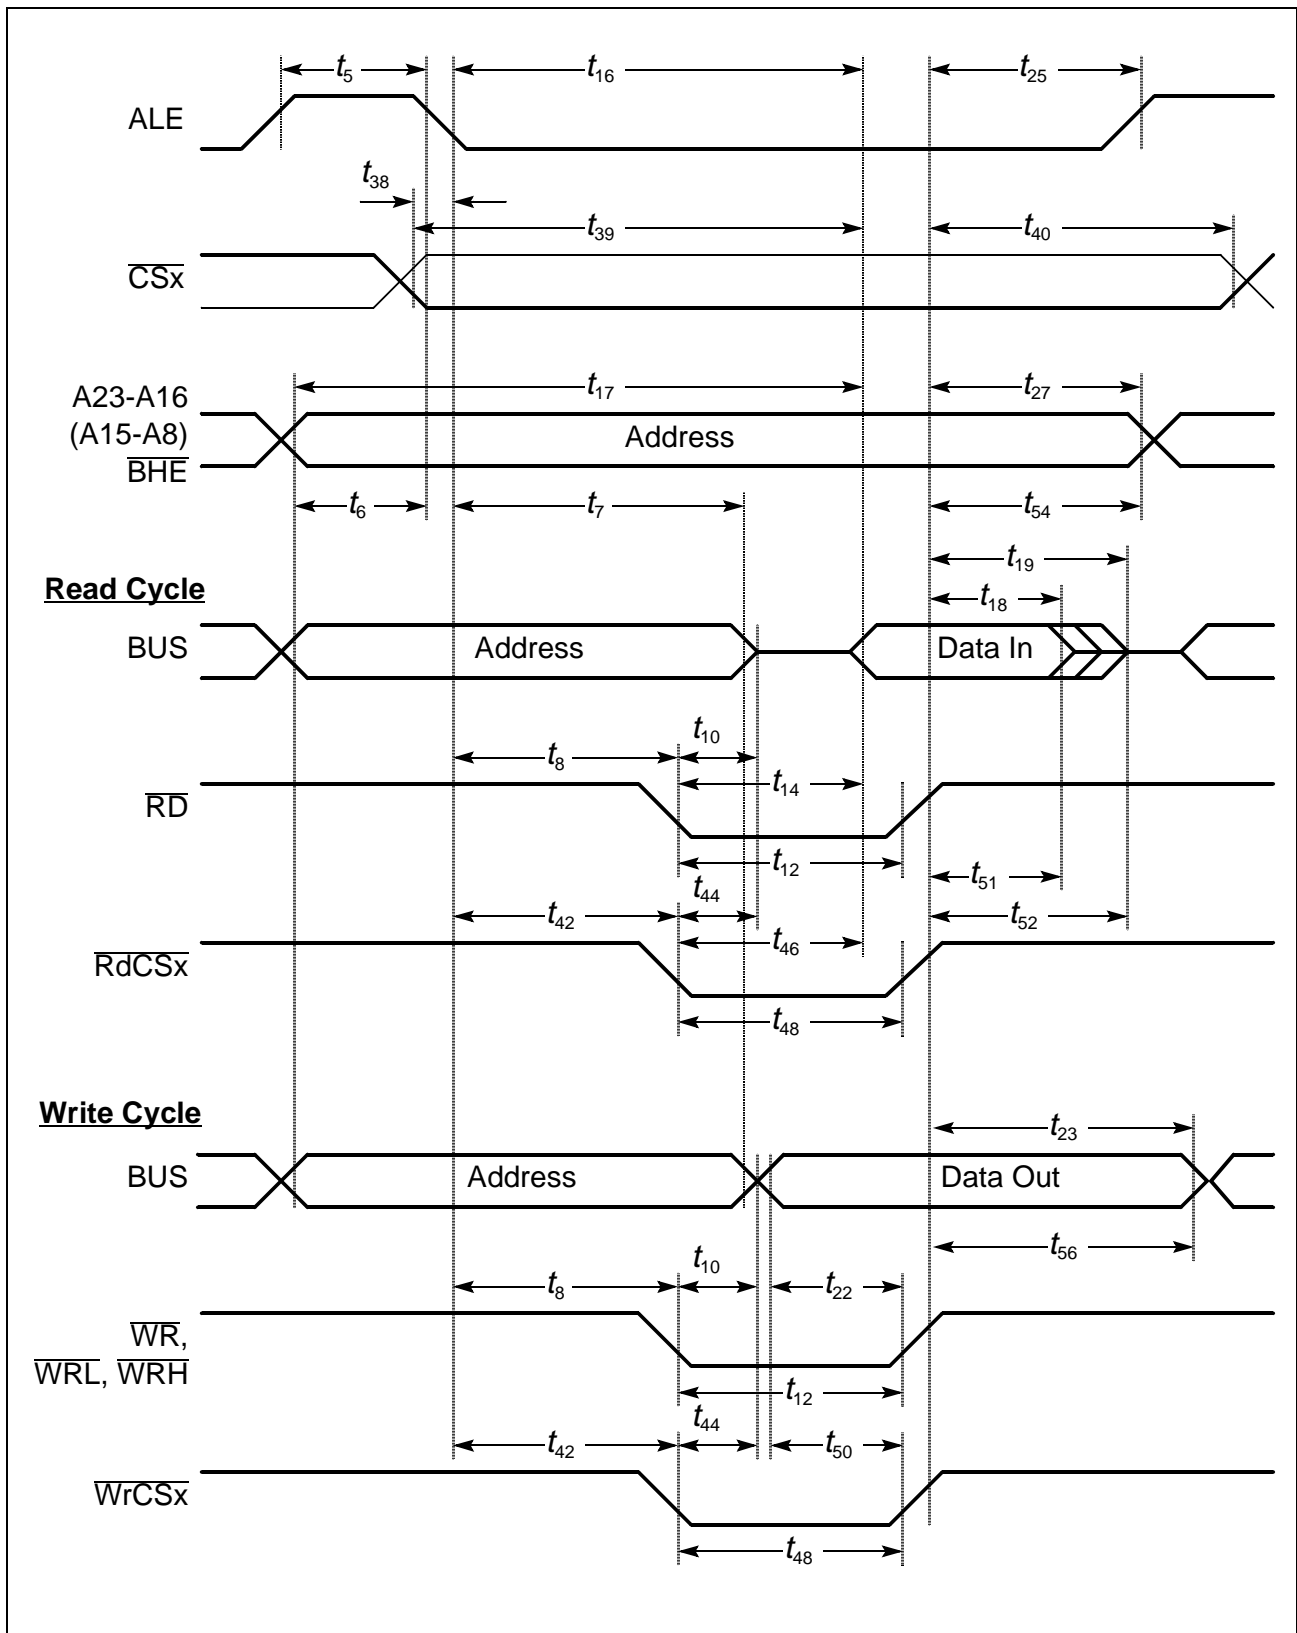 t5 t16 t25
ALE
t38
t39 t40
CSx
t17 t27
A23-A16
(A15-A8)
BHE
Address
t6 t7 t54
t19
Read Cycle
t18
BUS Address Data In
t10
t8
t14
RD
t12
t51
t44
t42 t52
t46
RdCSx
t48
Write Cycle
t23
BUS Address Data Out
t56
t10
t8 t22
WR,
WRL, WRH
t12
t44
t42 t50
WrCSx
t48